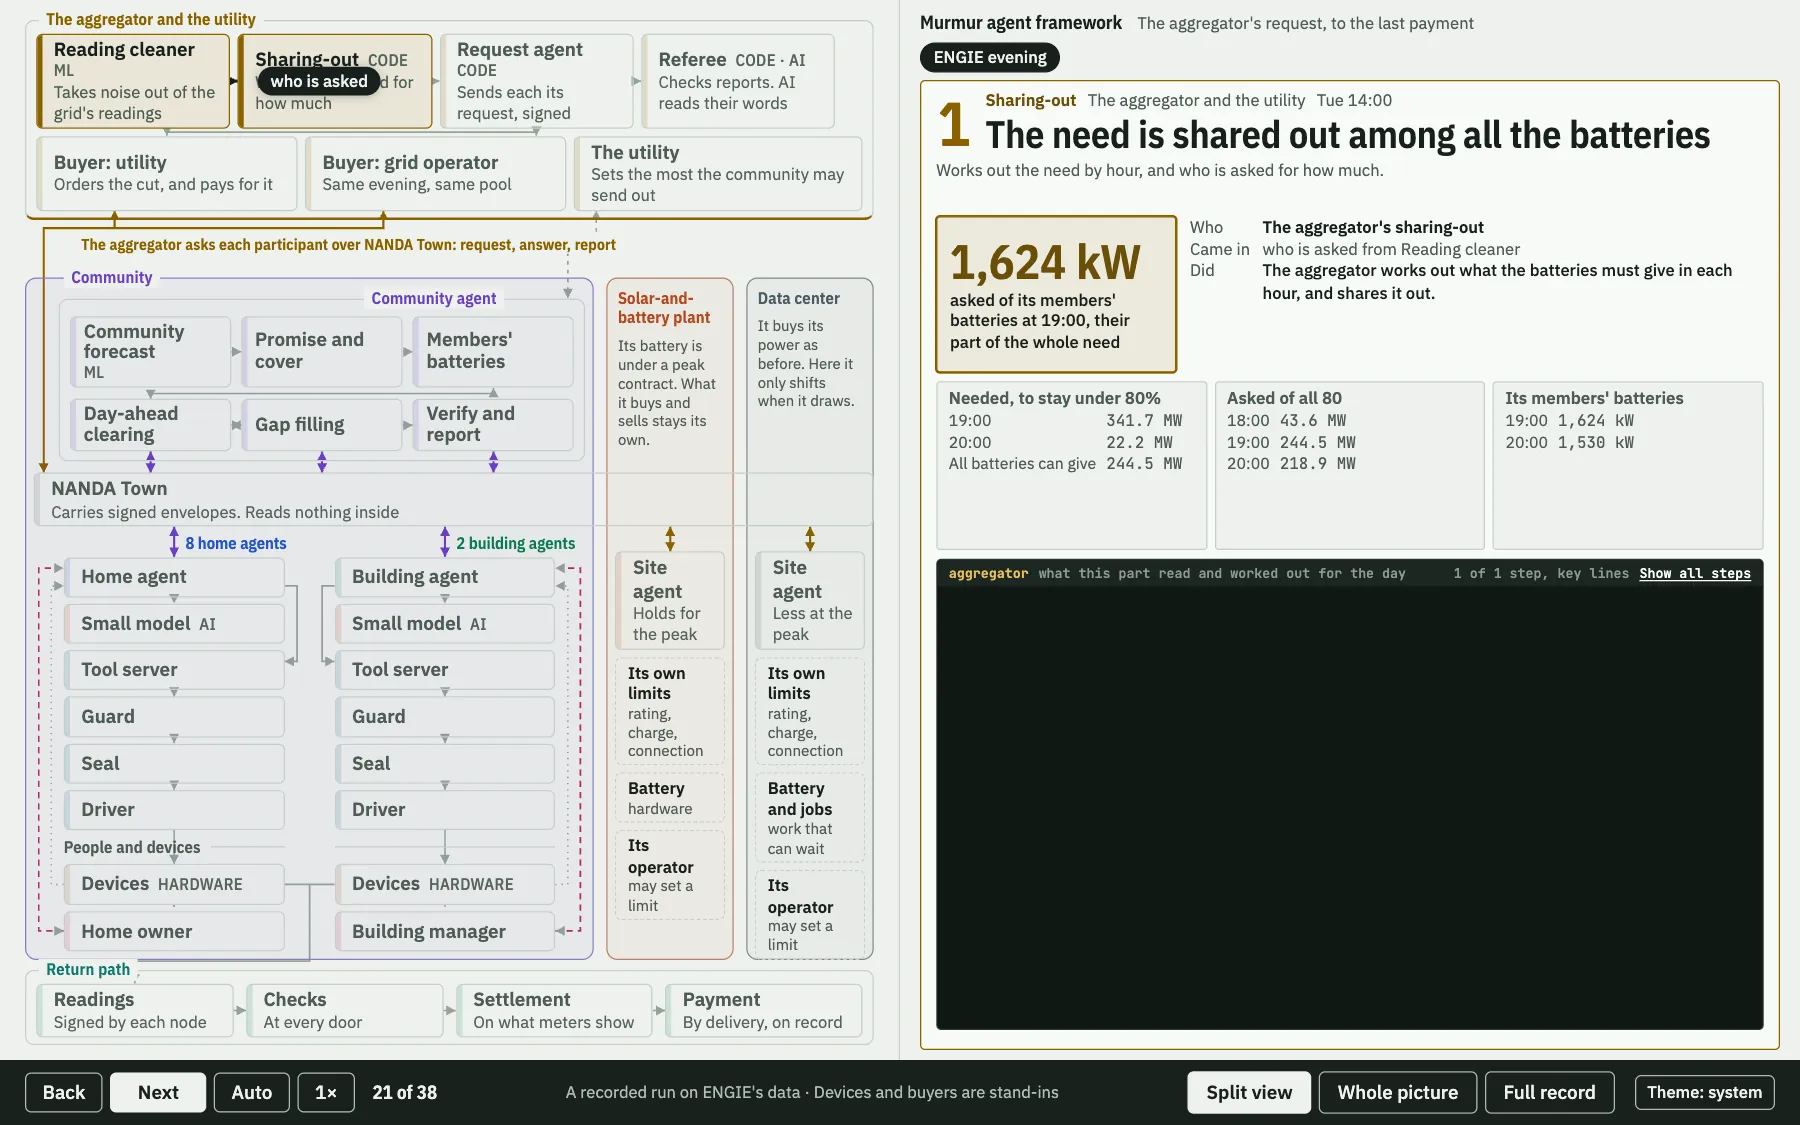 The aggregator and the utility
Reading cleaner
ML
Takes noise out of the
grid's readings
Sharing-out CODE
who is asked
d for
how much
Request agent
CODE
Sends each its
request, signed
Referee CODE · AI
Checks reports. AI
reads their words
Buyer: utility
Orders the cut, and pays for it
Buyer: grid operator
Same evening, same pool
The utility
Sets the most the community may
send out
The aggregator asks each participant over NANDA Town: request, answer, report
Community
Community agent
Community
forecast
ML
Promise and
cover
Members'
batteries
Day-ahead
clearing
Gap filling
Verify and
report
Solar-and-
battery plant
Its battery is
under a peak
contract. What
it buys and
sells stays its
own.
Data center
It buys its
power as
before. Here it
only shifts
when it draws.
NANDA Town
Carries signed envelopes. Reads nothing inside
8 home agents
2 building agents
Home agent
Small model AI
Tool server
Guard
Seal
Driver
People and devices
Devices HARDWARE
Home owner
Building agent
Small model AI
Tool server
Guard
Seal
Driver
Devices HARDWARE
Building manager
Site
agent
Holds for
the peak
Its own
limits
rating,
charge,
connection
Battery
hardware
Its
operator
may set a
limit
Site
agent
Less at the
peak
Its own
limits
rating,
charge,
connection
Battery
and jobs
work that
can wait
Its
operator
may set a
limit
Return path
Readings
Signed by each node
Checks
At every door
Settlement
On what meters show
Payment
By delivery, on record
Murmur agent framework The aggregator's request, to the last payment
ENGIE evening
1 Sharing-out The aggregator and the utility Tue 14:00
The need is shared out among all the batteries
Works out the need by hour, and who is asked for how much.
1,624 kW
asked of its members'
batteries at 19:00, their
part of the whole need
Who The aggregator's sharing-out
Came in who is asked from Reading cleaner
Did The aggregator works out what the batteries must give in each
hour, and shares it out.
Needed, to stay under 80%
19:00 341.7 MW
20:00 22.2 MW
All batteries can give 244.5 MW
Asked of all 80
18:00 43.6 MW
19:00 244.5 MW
20:00 218.9 MW
Its members' batteries
19:00 1,624 kW
20:00 1,530 kW
aggregator what this part read and worked out for the day 1 of 1 step, key lines Show all steps
Back Next Auto 1× 21 of 38 A recorded run on ENGIE's data · Devices and buyers are stand-ins Split view Whole picture Full record Theme: system